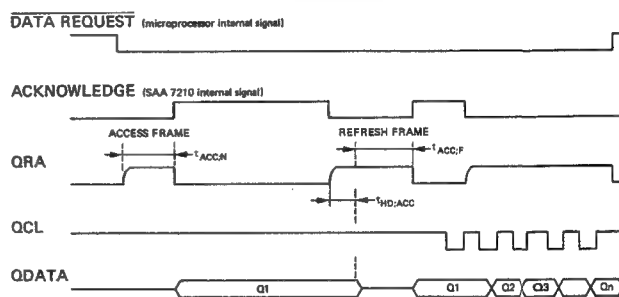 DATA REQUEST (microprocessor internal signal)
ACKNOWLEDGE (SAA 7210 internal signal)
ACCESS FRAME
REFRESH FRAME
tACC;N
tACC;F
QRA
tHD;ACC
QCL
QDATA
Q1
Q1
Q2
Q3
Qn